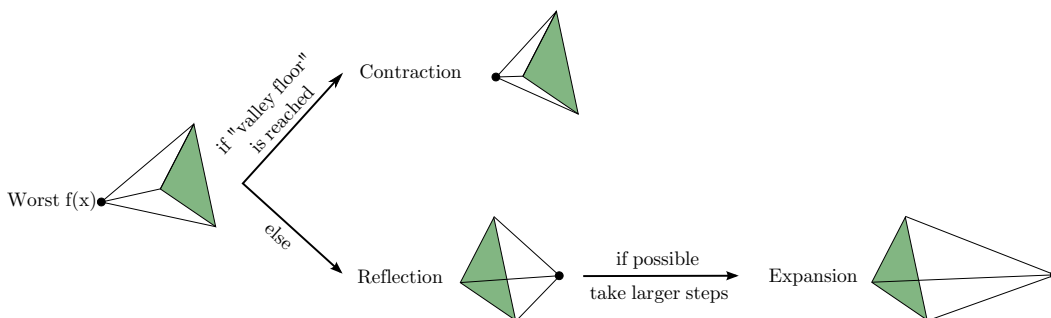 Contraction
if "valley floor"
is reached
Worst f(x)
else
Reflection
if possible
take larger steps
Expansion